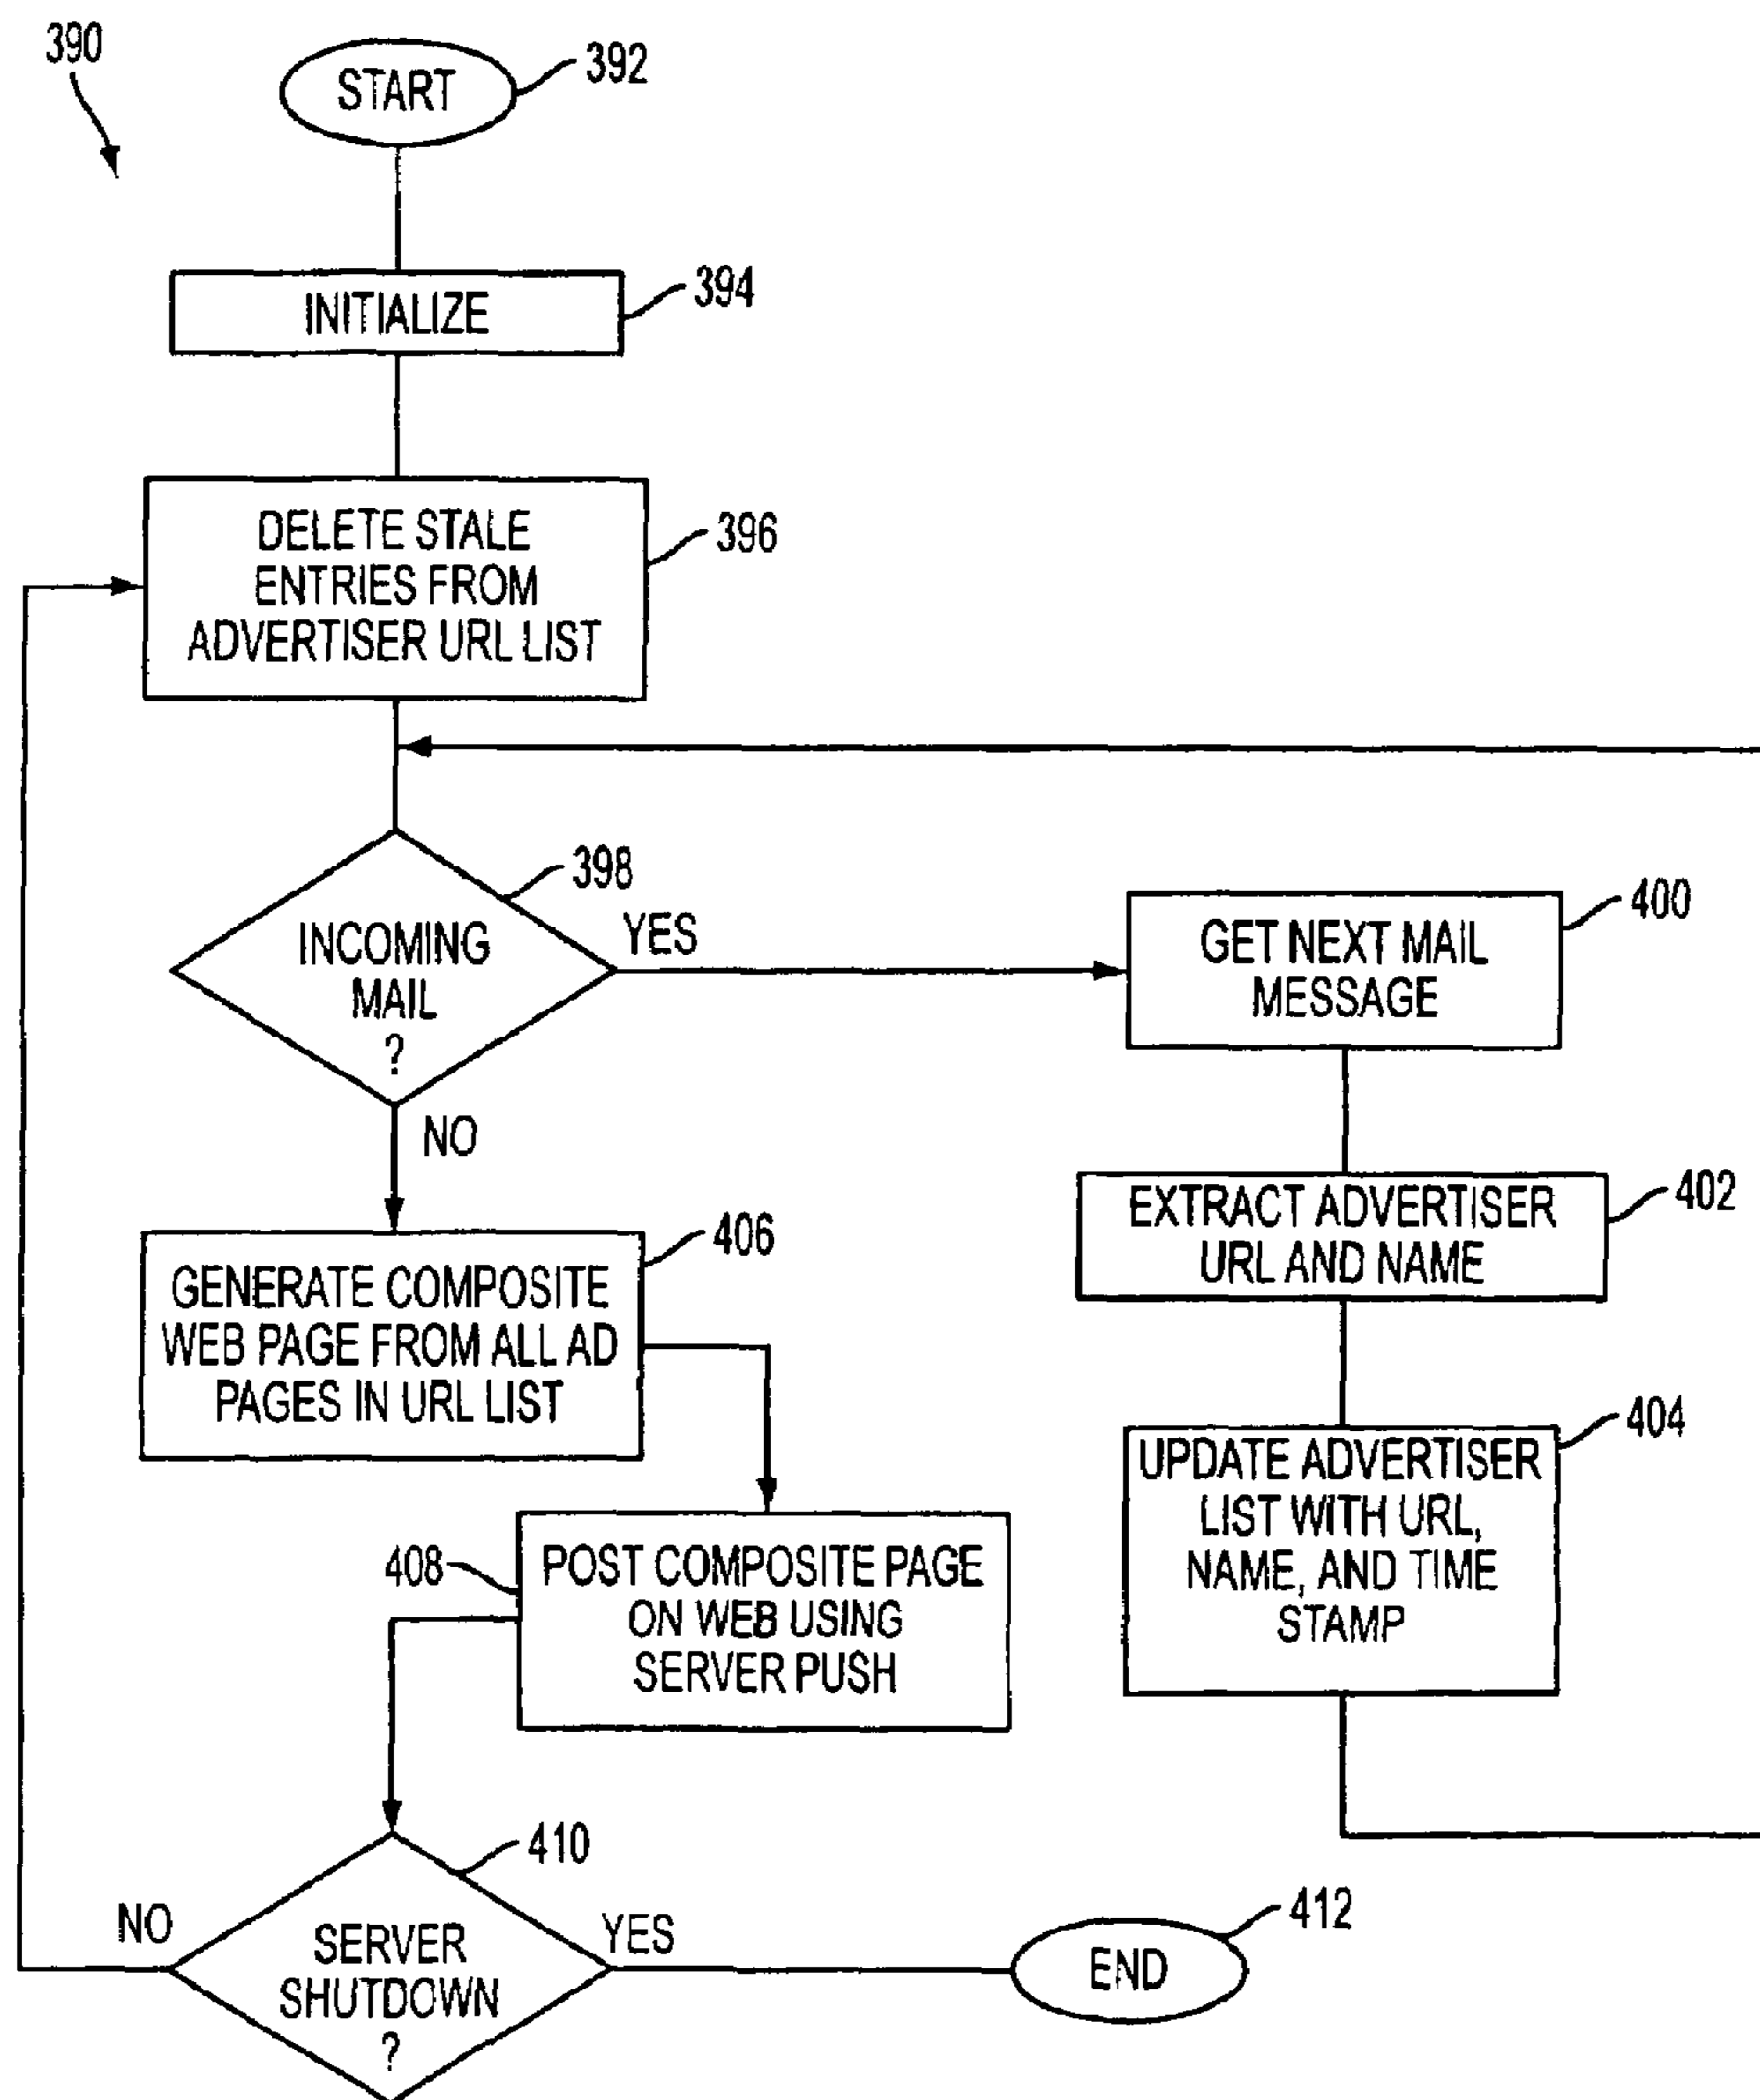 390
START
392
INITIALIZE
394
DELETE STALE
ENTRIES FROM
ADVERTISER URL LIST
396
INCOMING
MAIL
?
398
YES
NO
GET NEXT MAIL
MESSAGE
400
EXTRACT ADVERTISER
URL AND NAME
402
UPDATE ADVERTISER
LIST WITH URL,
NAME, AND TIME
STAMP
404
GENERATE COMPOSITE
WEB PAGE FROM ALL AD
PAGES IN URL LIST
406
408
POST COMPOSITE PAGE
ON WEB USING
SERVER PUSH
SERVER
SHUTDOWN
?
410
NO
YES
END
412